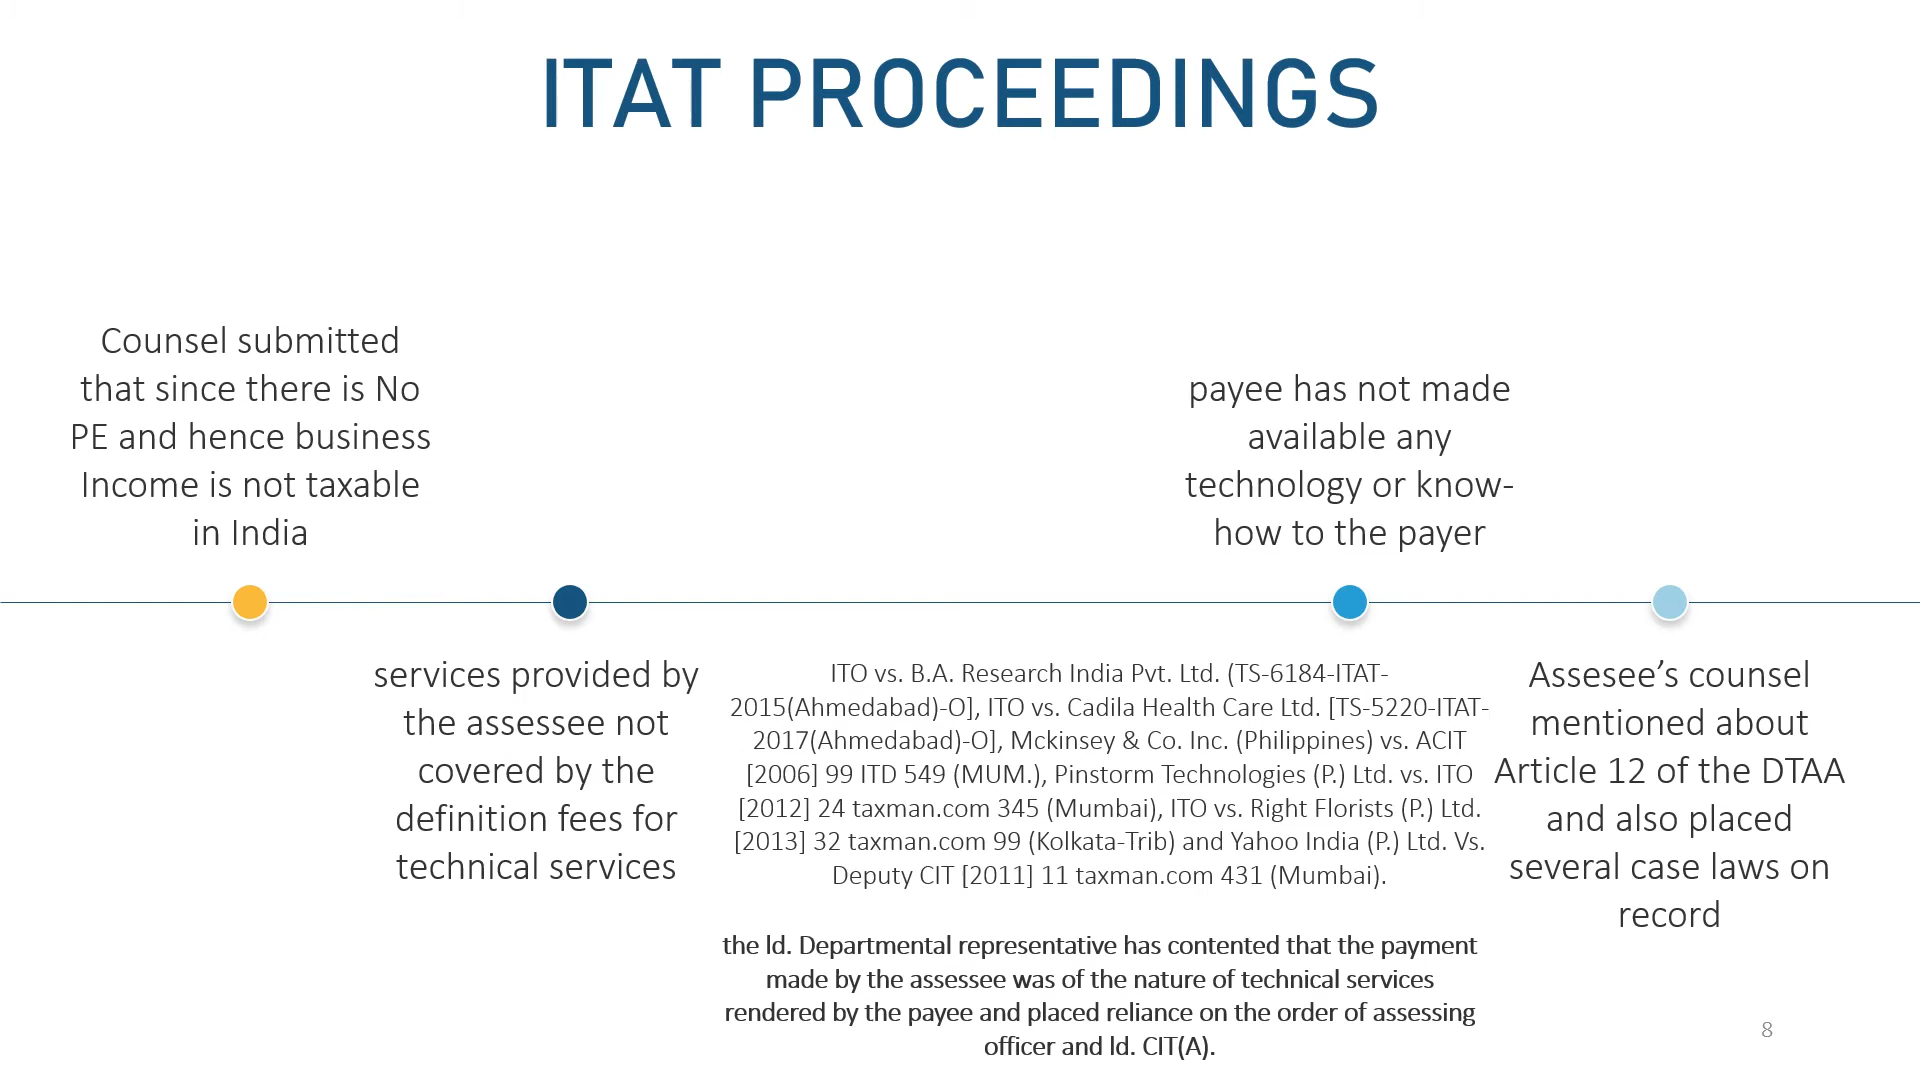 ITAT PROCEEDINGS
Counsel submitted
that since there is No
PE and hence business
Income is not taxable
in India
services provided by
the assessee not
covered by the
definition fees for
technical services
payee has not made
available any
technology or know-
how to the payer
ITO vs. B.A. Research India Pvt. Ltd. (TS-6184-ITAT-
2015(Ahmedabad)-O], ITO vs. Cadila Health Care Ltd. [TS-5220-ITAT-
2017(Ahmedabad)-O], Mckinsey & Co. Inc. (Philippines) vs. ACIT
[2006] 99 ITD 549 (MUM.), Pinstorm Technologies (P.) Ltd. vs. ITO
[2012] 24 taxman.com 345 (Mumbai), ITO vs. Right Florists (P.) Ltd.
[2013] 32 taxman.com 99 (Kolkata-Trib) and Yahoo India (P.) Ltd. Vs.
Deputy CIT [2011] 11 taxman.com 431 (Mumbai).
the ld. Departmental representative has contented that the payment
made by the assessee was of the nature of technical services
rendered by the payee and placed reliance on the order of assessing
officer and ld. CIT(A).
Assesee’s counsel
mentioned about
Article 12 of the DTAA
and also placed
several case laws on
record
8